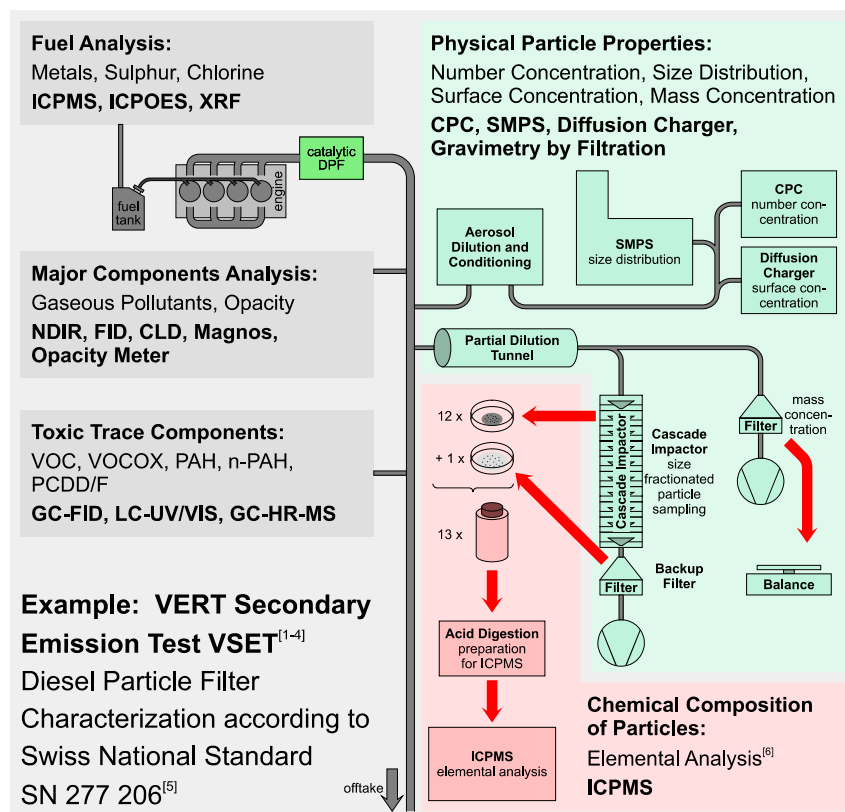 Fuel Analysis:
Metals, Sulphur, Chlorine
ICPMS, ICPOES, XRF
catalytic
DPF
engine
fuel
tank
Major Components Analysis:
Gaseous Pollutants, Opacity
NDIR, FID, CLD, Magnos,
Opacity Meter
Toxic Trace Components:
VOC, VOCOX, PAH, n-PAH,
PCDD/F
GC-FID, LC-UV/VIS, GC-HR-MS
Example: VERT Secondary
Emission Test VSET[1-4]
Diesel Particle Filter
Characterization according to
Swiss National Standard
SN 277 206[5]
offtake
Physical Particle Properties:
Number Concentration, Size Distribution,
Surface Concentration, Mass Concentration
CPC, SMPS, Diffusion Charger,
Gravimetry by Filtration
Aerosol
Dilution and
Conditioning
SMPS
size distribution
CPC
number con-
centration
Diffusion
Charger
surface con-
centration
Partial Dilution
Tunnel
12 x
+ 1 x
13 x
Cascade Impactor
Cascade
Impactor
size
fractionated
particle
sampling
Filter
Backup
Filter
Filter
mass
concen-
tration
Balance
Acid Digestion
preparation
for ICPMS
ICPMS
elemental analysis
Chemical Composition
of Particles:
Elemental Analysis[6]
ICPMS